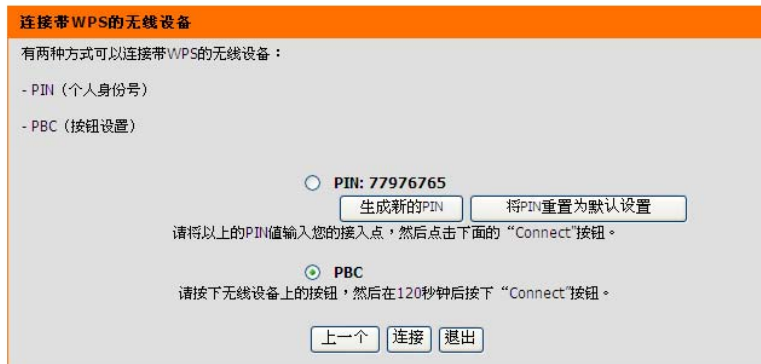 连接带WPS的无线设备
有两种方式可以连接带WPS的无线设备：
- PIN（个人身份号）
- PBC（按钮设置）
PIN: 77976765
生成新的PIN 将PIN重置为默认设置
请将以上的PIN值输入您的接入点，然后点击下面的“Connect”按钮。
PBC
请按下无线设备上的按钮，然后在120秒钟后按下“Connect”按钮。
上一个 连接 退出